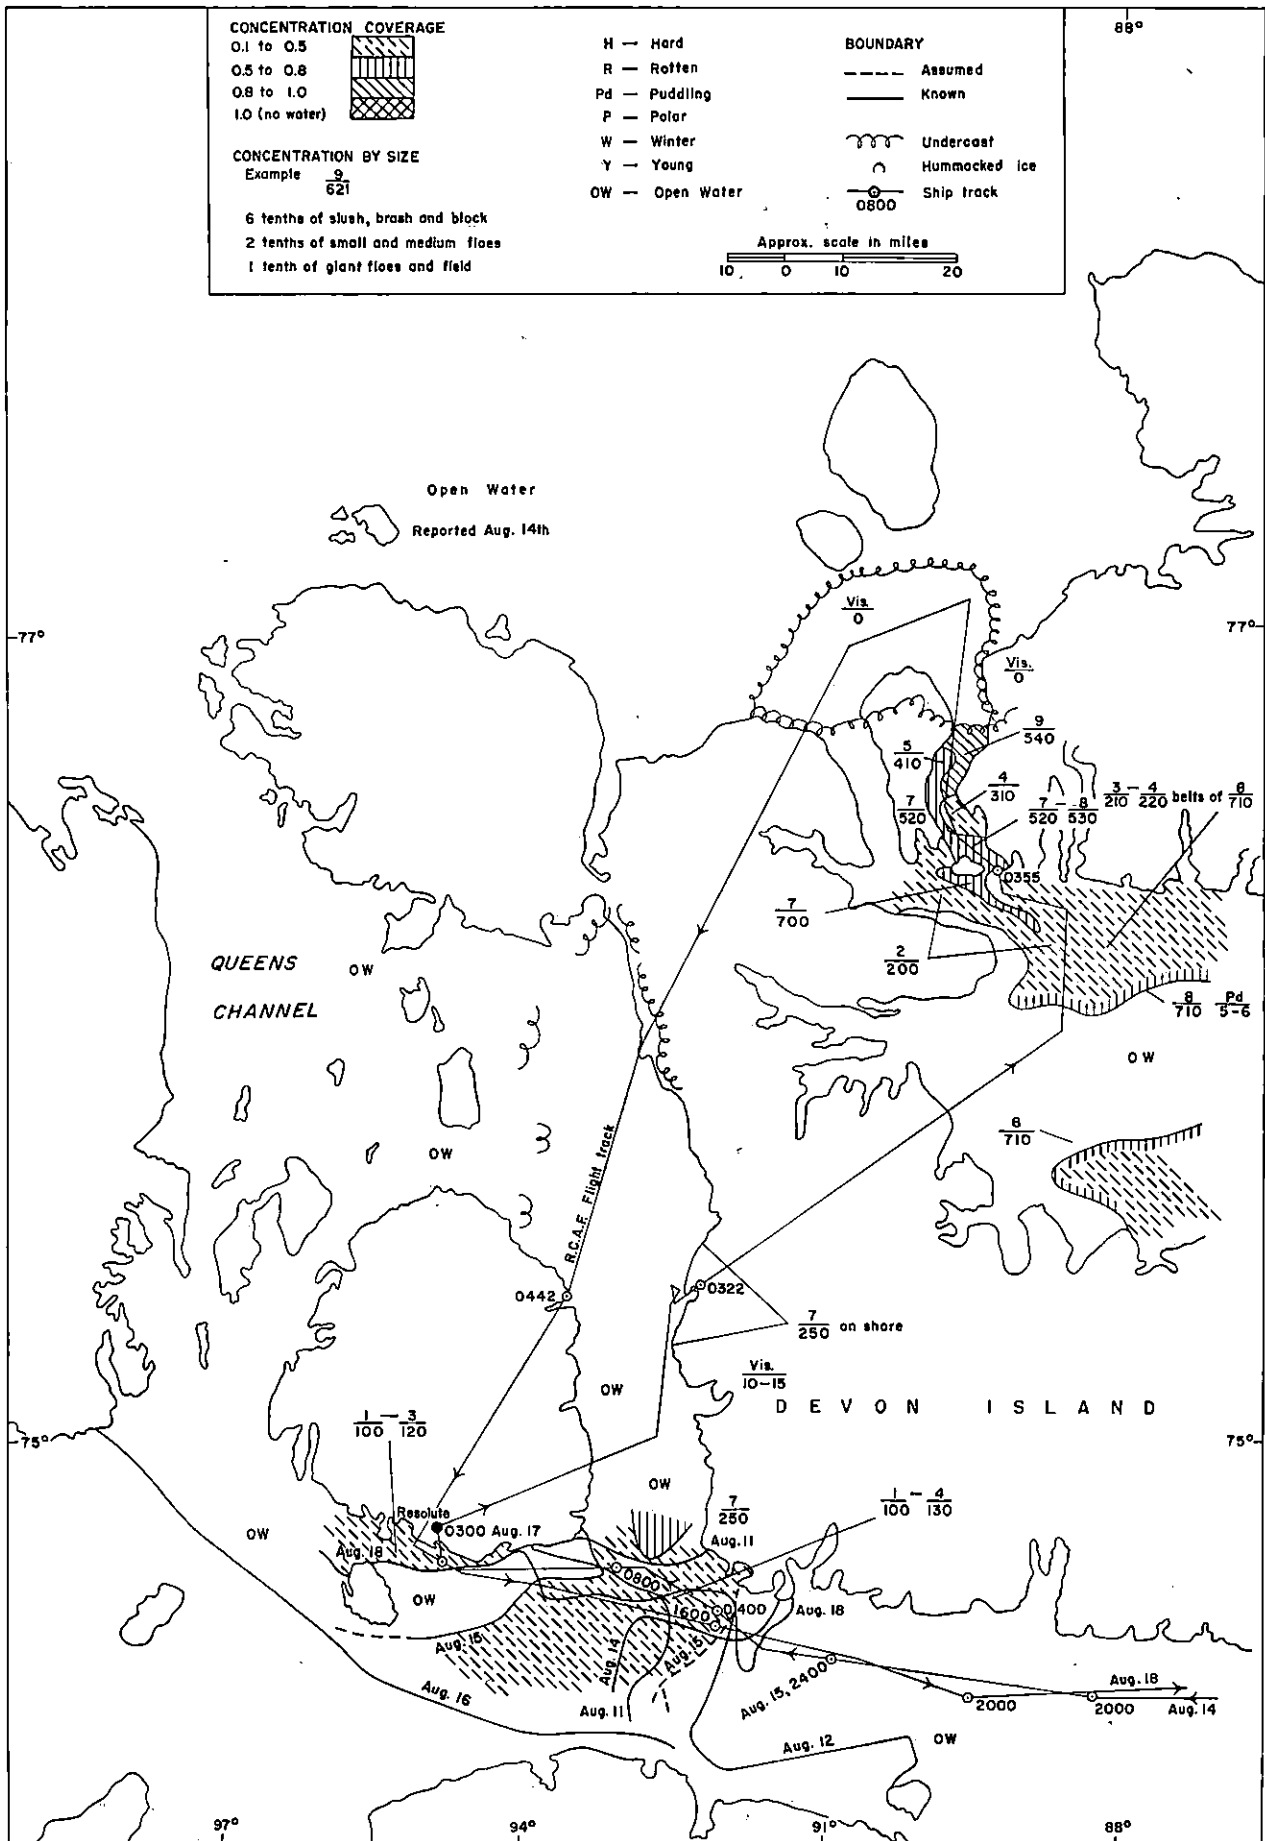 CONCENTRATION COVERAGE
0.1 to 0.5
0.5 to 0.8
0.8 to 1.0
1.0 (no water)
CONCENTRATION BY SIZE
Example 9
621
6 tenths of slush, brash and block
2 tenths of small and medium floes
1 tenth of giant floes and field
H — Hard
R — Rotten
Pd — Puddling
P — Polar
W — Winter
Y — Young
OW — Open Water
BOUNDARY
Assumed
Known
Undercast
Hummocked ice
Ship track
0800
Approx. scale in miles
10 0 10 20
88°
Open Water
Reported Aug. 14th
Vis.
0
77°
77°
Vis.
0
9
540
5
410
4
310
7
520
7 — 8
520 530
3 — 4 belts of 8
210 220 710
0355
7
700
2
200
QUEENS
CHANNEL
OW
8 Pd
710 5-6
OW
6
710
OW
R.C.A.F. Flight track
0442
0322
7
250 on shore
Vis.
10-15
OW
DEVON ISLAND
1 — 3
100 120
75°
75°
OW
7
250
1 — 4
100 130
Resolute
0300 Aug. 17
OW
Aug. 11
Aug. 18
0800
OW
1600
0400
Aug. 18
Aug. 15
Aug. 14
Aug. 15
Aug. 16
Aug. 11
Aug. 15, 2400
Aug. 18
2000
2000
Aug. 14
Aug. 12
OW
97°
94°
91°
88°